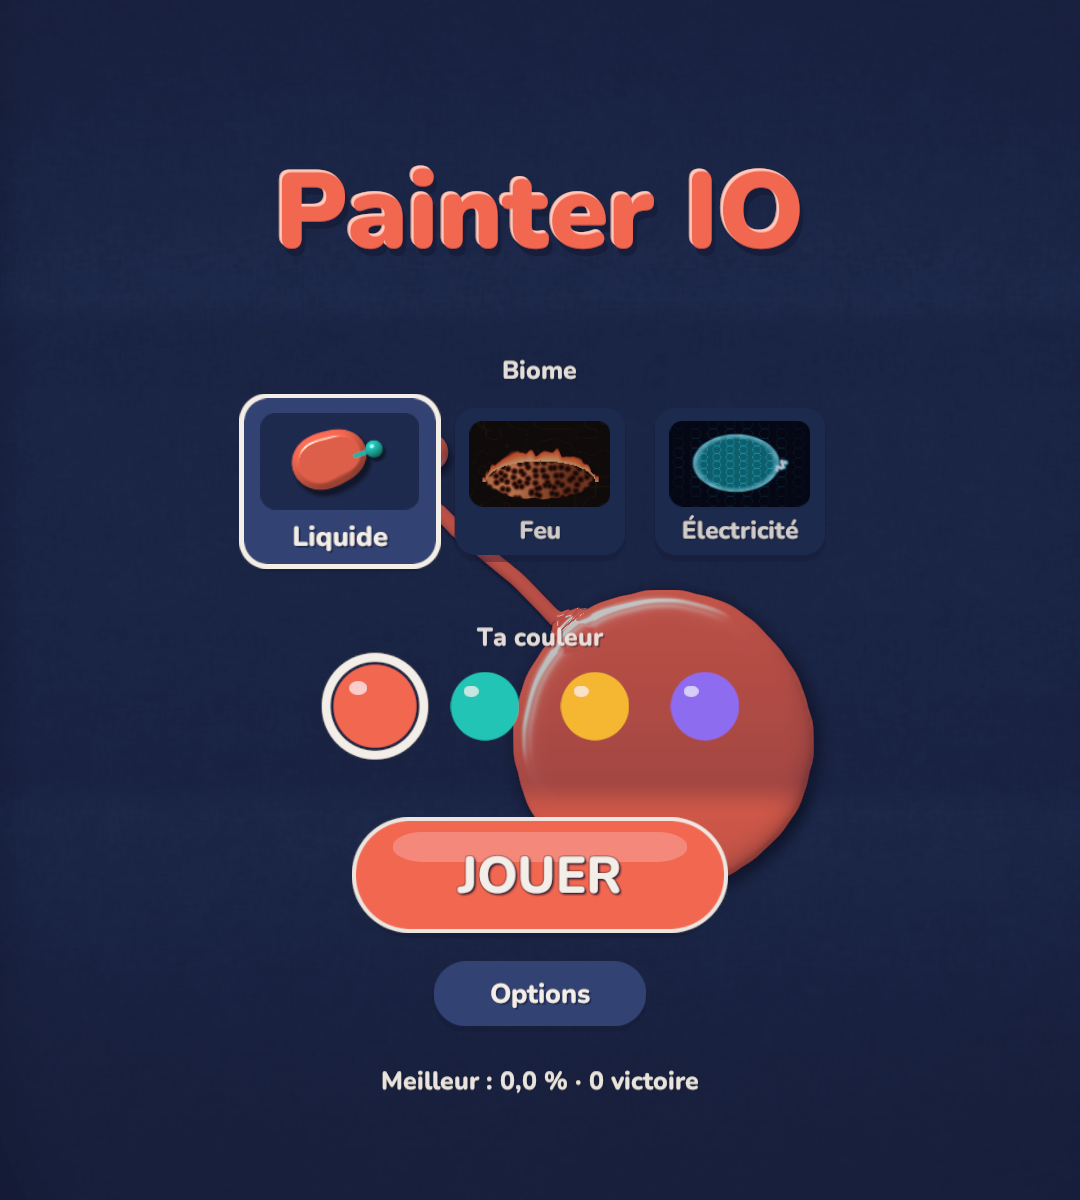 Painter IO
Biome
Liquide
Feu
Électricité
Ta couleur
JOUER
Options
Meilleur : 0,0 % · 0 victoire